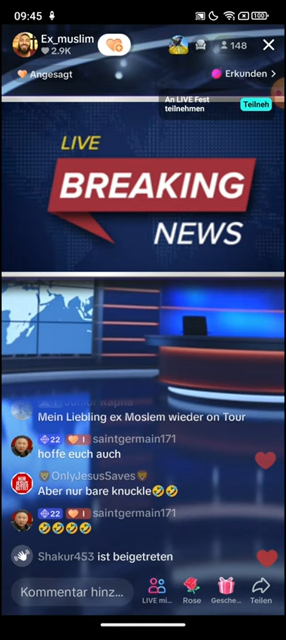 09:45
100
Ex_muslim
2.9K
148
Angesagt
Erkunden >
An LIVE Fest
teilnehmen
Teilneh
LIVE
BREAKING
NEWS
Mein Liebling ex Moslem wieder on Tour
22 I saintgermain171
hoffe euch auch
OnlyJesusSaves
Aber nur bare knuckle🤣🤣
22 I saintgermain171
🤣🤣🤣🤣
Shakur453 ist beigetreten
Kommentar hinz...
LIVE mi...
Rose
Gesche...
Teilen